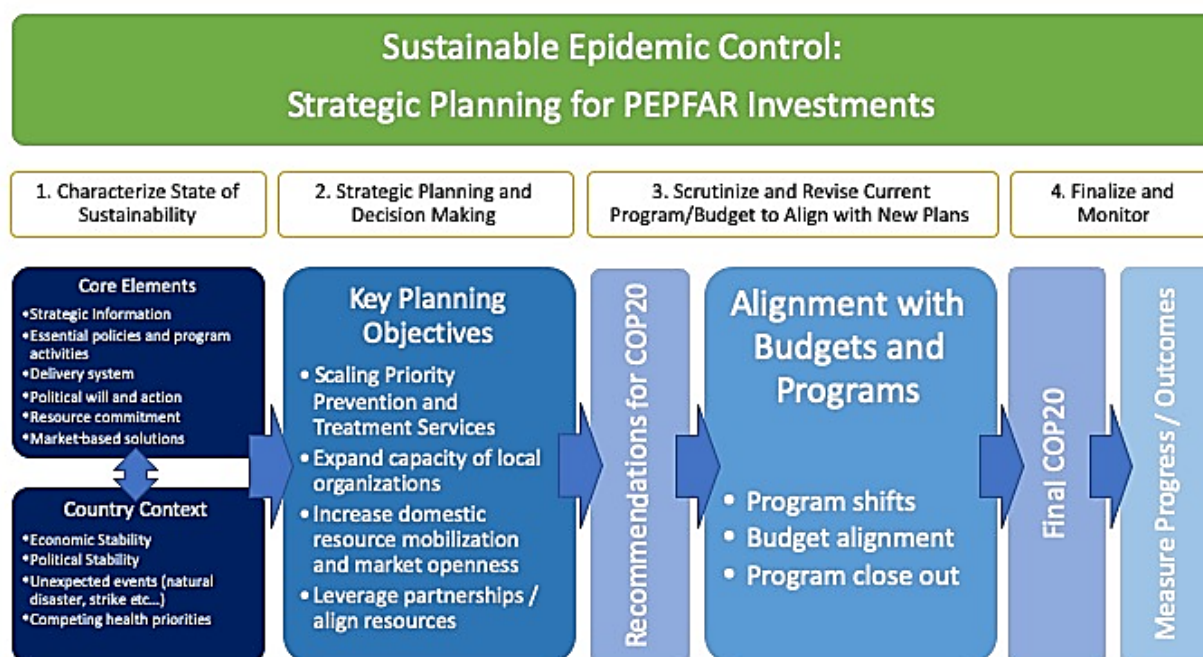 Sustainable Epidemic Control:
Strategic Planning for PEPFAR Investments
1. Characterize State of
Sustainability
2. Strategic Planning and
Decision Making
3. Scrutinize and Revise Current
Program/Budget to Align with New Plans
4. Finalize and
Monitor
Core Elements
•Strategic Information
•Essential policies and program
activities
•Delivery system
•Political will and action
•Resource commitment
•Market-based solutions
Country Context
•Economic Stability
•Political Stability
•Unexpected events (natural
disaster, strike etc...)
•Competing health priorities
Key Planning
Objectives
• Scaling Priority
Prevention and
Treatment Services
• Expand capacity of local
organizations
• Increase domestic
resource mobilization
and market openness
• Leverage partnerships /
align resources
Recommendations for COP20
Alignment with
Budgets and
Programs
• Program shifts
• Budget alignment
• Program close out
Final COP20
Measure Progress / Outcomes